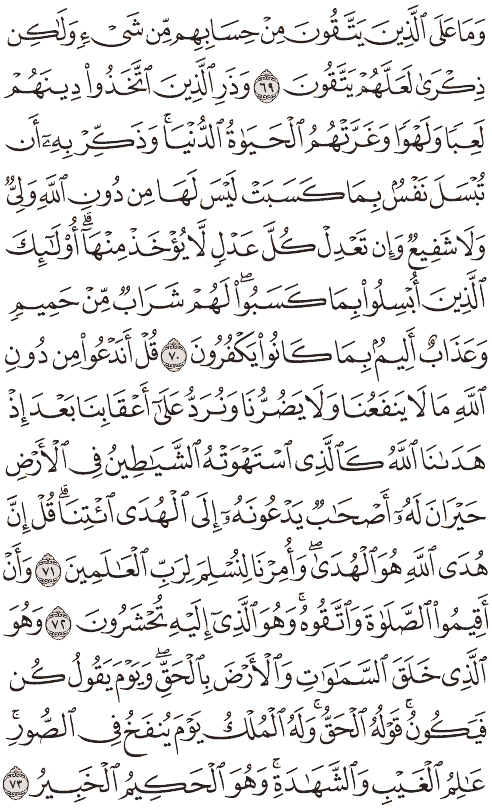 وَمَا عَلَى ٱلَّذِينَ يَتَّقُونَ مِنْ حِسَابِهِم مِّن شَىْءٍ وَلَٰكِن
ذِكْرَىٰ لَعَلَّهُمْ يَتَّقُونَ ٦٩ وَذَرِ ٱلَّذِينَ ٱتَّخَذُوا۟ دِينَهُمْ
لَعِبًا وَلَهْوًا وَغَرَّتْهُمُ ٱلْحَيَوٰةُ ٱلدُّنْيَا ۚ وَذَكِّرْ بِهِۦٓ أَن
تُبْسَلَ نَفْسٌۢ بِمَا كَسَبَتْ لَيْسَ لَهَا مِن دُونِ ٱللَّهِ وَلِىٌّ
وَلَا شَفِيعٌ وَإِن تَعْدِلْ كُلَّ عَدْلٍ لَّا يُؤْخَذْ مِنْهَآ ۗ أُو۟لَٰٓئِكَ
ٱلَّذِينَ أُبْسِلُوا۟ بِمَا كَسَبُوا۟ ۖ لَهُمْ شَرَابٌ مِّنْ حَمِيمٍ
وَعَذَابٌ أَلِيمٌۢ بِمَا كَانُوا۟ يَكْفُرُونَ ٧٠ قُلْ أَنَدْعُوا۟ مِن دُونِ
ٱللَّهِ مَا لَا يَنفَعُنَا وَلَا يَضُرُّنَا وَنُرَدُّ عَلَىٰٓ أَعْقَابِنَا بَعْدَ إِذْ
هَدَىٰنَا ٱللَّهُ كَٱلَّذِى ٱسْتَهْوَتْهُ ٱلشَّيَٰطِينُ فِى ٱلْأَرْضِ
حَيْرَانَ لَهُۥٓ أَصْحَٰبٌ يَدْعُونَهُۥٓ إِلَى ٱلْهُدَى ٱئْتِنَا ۗ قُلْ إِنَّ
هُدَى ٱللَّهِ هُوَ ٱلْهُدَىٰ ۖ وَأُمِرْنَا لِنُسْلِمَ لِرَبِّ ٱلْعَٰلَمِينَ ٧١ وَأَنْ
أَقِيمُوا۟ ٱلصَّلَوٰةَ وَٱتَّقُوهُ ۚ وَهُوَ ٱلَّذِىٓ إِلَيْهِ تُحْشَرُونَ ٧٢ وَهُوَ
ٱلَّذِى خَلَقَ ٱلسَّمَٰوَٰتِ وَٱلْأَرْضَ بِٱلْحَقِّ ۖ وَيَوْمَ يَقُولُ كُن
فَيَكُونُ ۚ قَوْلُهُ ٱلْحَقُّ ۚ وَلَهُ ٱلْمُلْكُ يَوْمَ يُنفَخُ فِى ٱلصُّورِ ۚ
عَٰلِمُ ٱلْغَيْبِ وَٱلشَّهَٰدَةِ ۚ وَهُوَ ٱلْحَكِيمُ ٱلْخَبِيرُ ٧٣